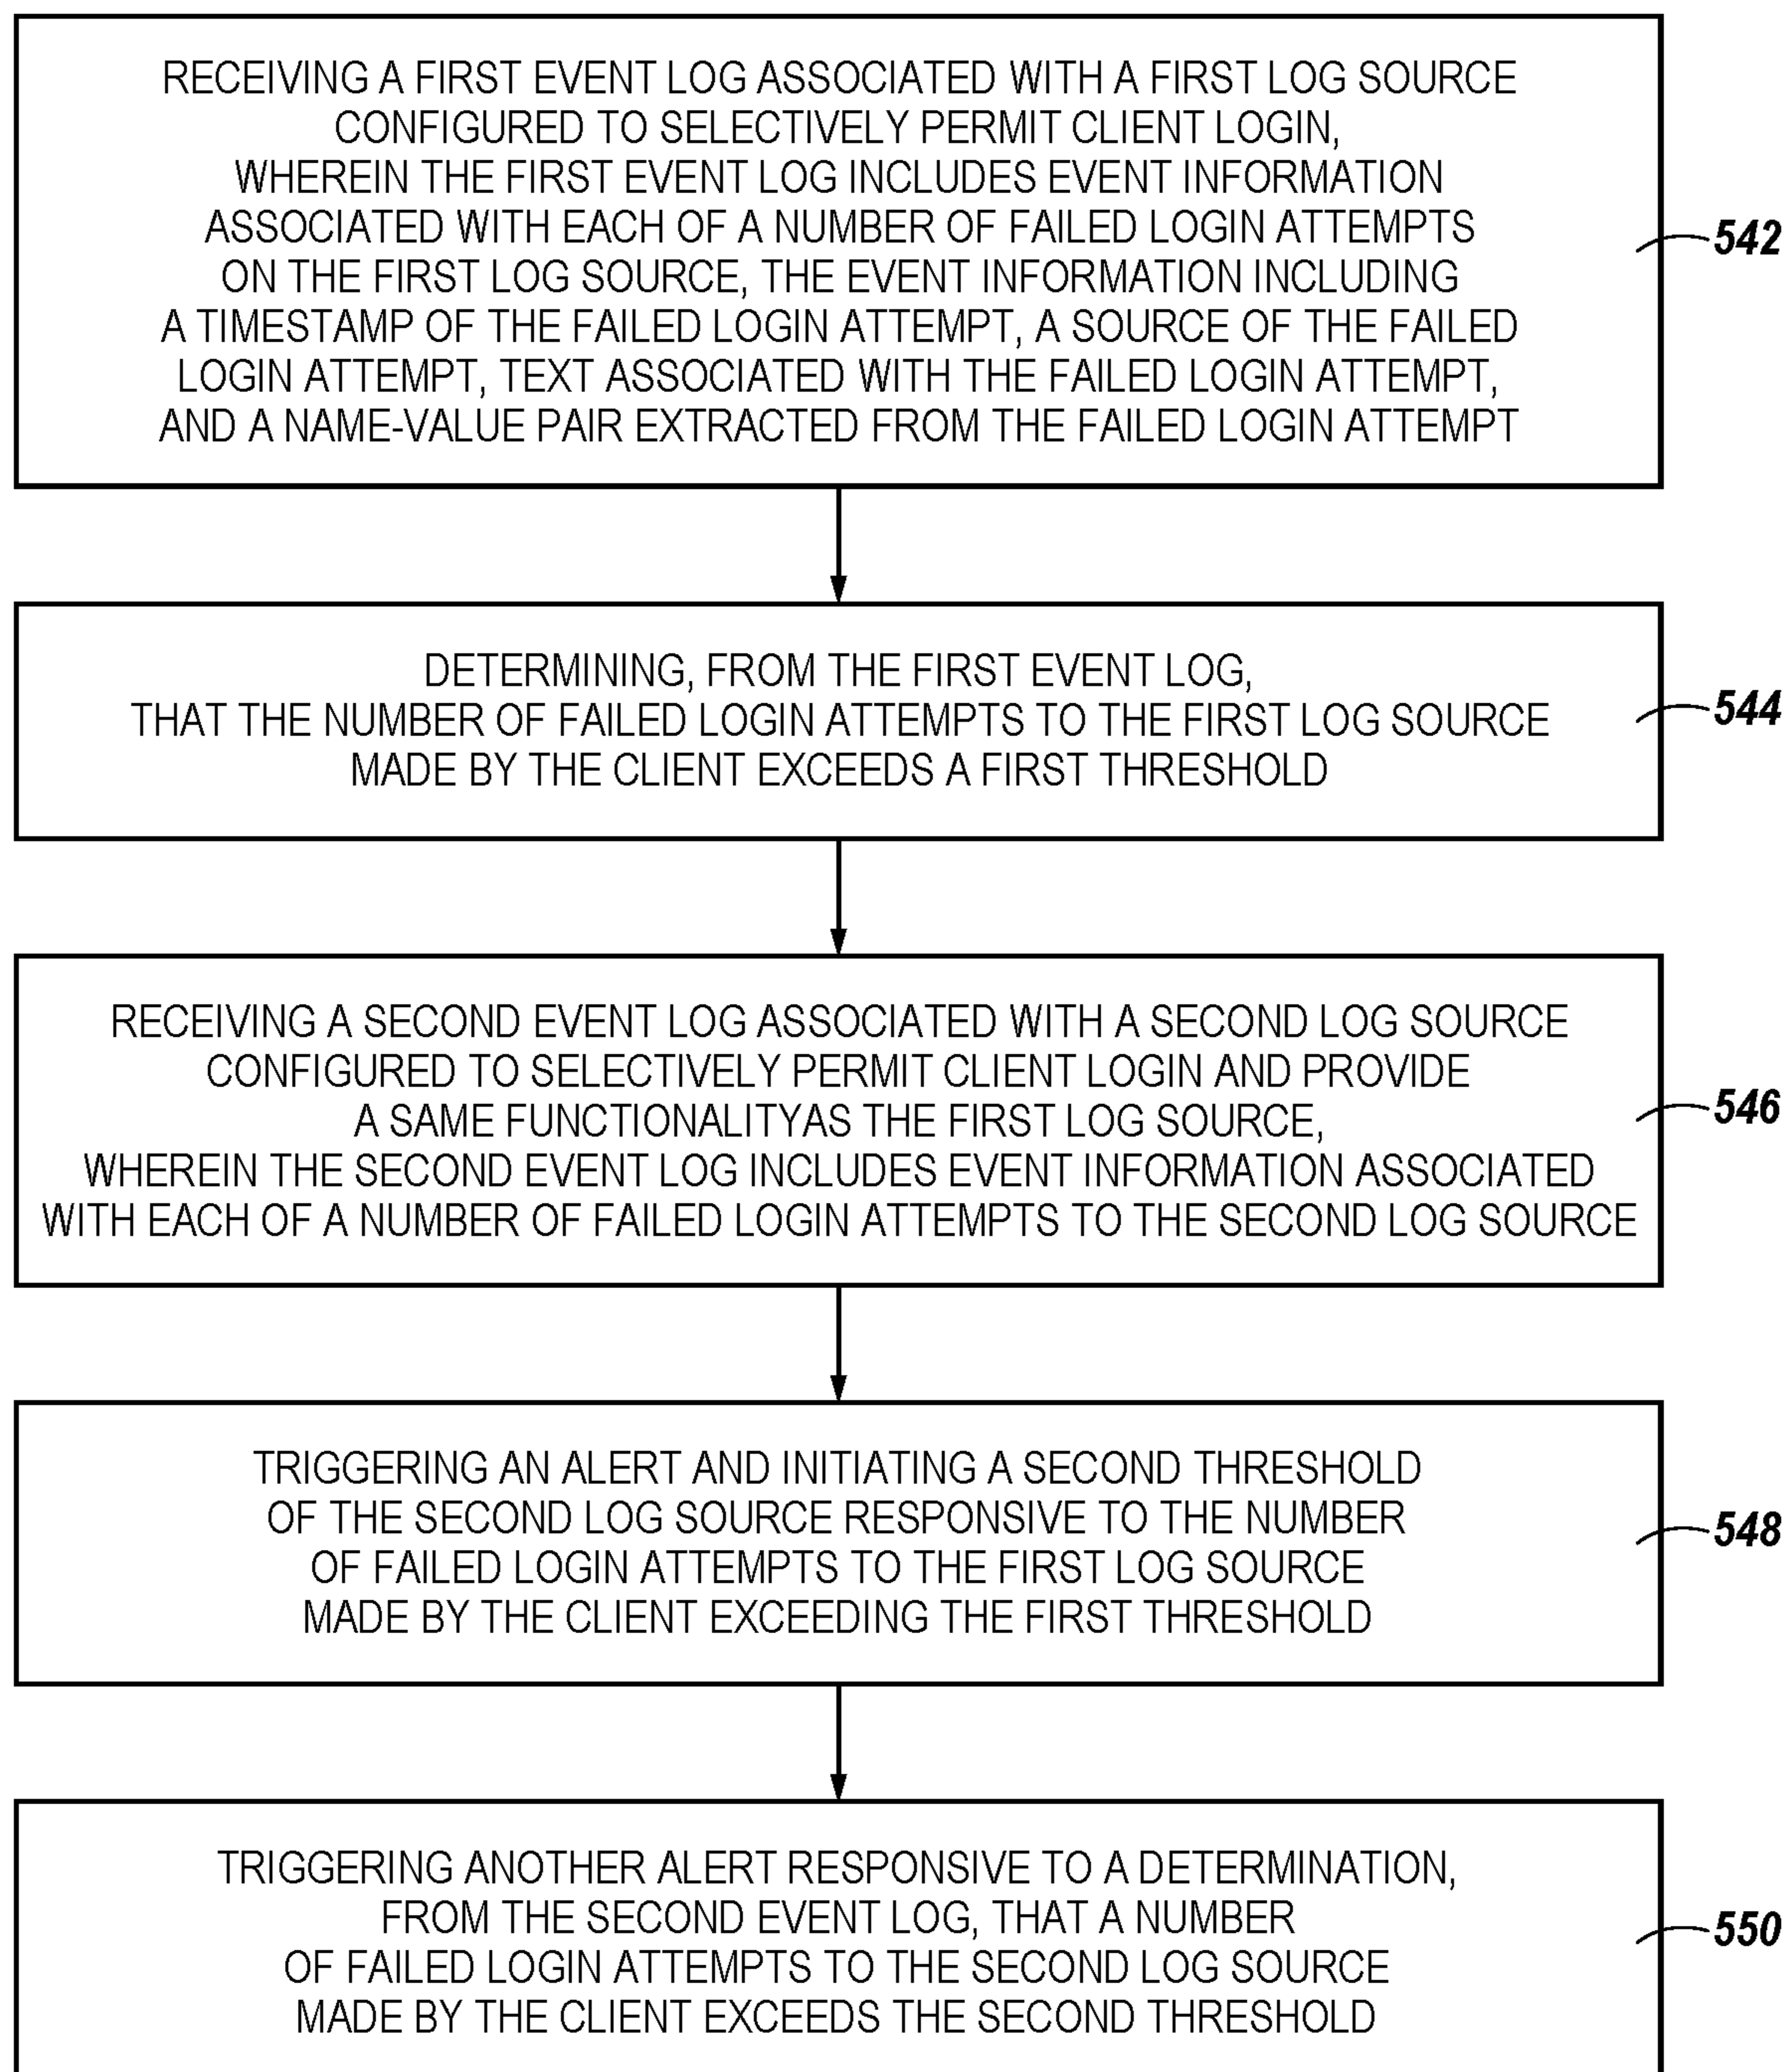 RECEIVING A FIRST EVENT LOG ASSOCIATED WITH A FIRST LOG SOURCE
CONFIGURED TO SELECTIVELY PERMIT CLIENT LOGIN,
WHEREIN THE FIRST EVENT LOG INCLUDES EVENT INFORMATION
ASSOCIATED WITH EACH OF A NUMBER OF FAILED LOGIN ATTEMPTS
ON THE FIRST LOG SOURCE, THE EVENT INFORMATION INCLUDING
A TIMESTAMP OF THE FAILED LOGIN ATTEMPT, A SOURCE OF THE FAILED
LOGIN ATTEMPT, TEXT ASSOCIATED WITH THE FAILED LOGIN ATTEMPT,
AND A NAME-VALUE PAIR EXTRACTED FROM THE FAILED LOGIN ATTEMPT
542
DETERMINING, FROM THE FIRST EVENT LOG,
THAT THE NUMBER OF FAILED LOGIN ATTEMPTS TO THE FIRST LOG SOURCE
MADE BY THE CLIENT EXCEEDS A FIRST THRESHOLD
544
RECEIVING A SECOND EVENT LOG ASSOCIATED WITH A SECOND LOG SOURCE
CONFIGURED TO SELECTIVELY PERMIT CLIENT LOGIN AND PROVIDE
A SAME FUNCTIONALITYAS THE FIRST LOG SOURCE,
WHEREIN THE SECOND EVENT LOG INCLUDES EVENT INFORMATION ASSOCIATED
WITH EACH OF A NUMBER OF FAILED LOGIN ATTEMPTS TO THE SECOND LOG SOURCE
546
TRIGGERING AN ALERT AND INITIATING A SECOND THRESHOLD
OF THE SECOND LOG SOURCE RESPONSIVE TO THE NUMBER
OF FAILED LOGIN ATTEMPTS TO THE FIRST LOG SOURCE
MADE BY THE CLIENT EXCEEDING THE FIRST THRESHOLD
548
TRIGGERING ANOTHER ALERT RESPONSIVE TO A DETERMINATION,
FROM THE SECOND EVENT LOG, THAT A NUMBER
OF FAILED LOGIN ATTEMPTS TO THE SECOND LOG SOURCE
MADE BY THE CLIENT EXCEEDS THE SECOND THRESHOLD
550